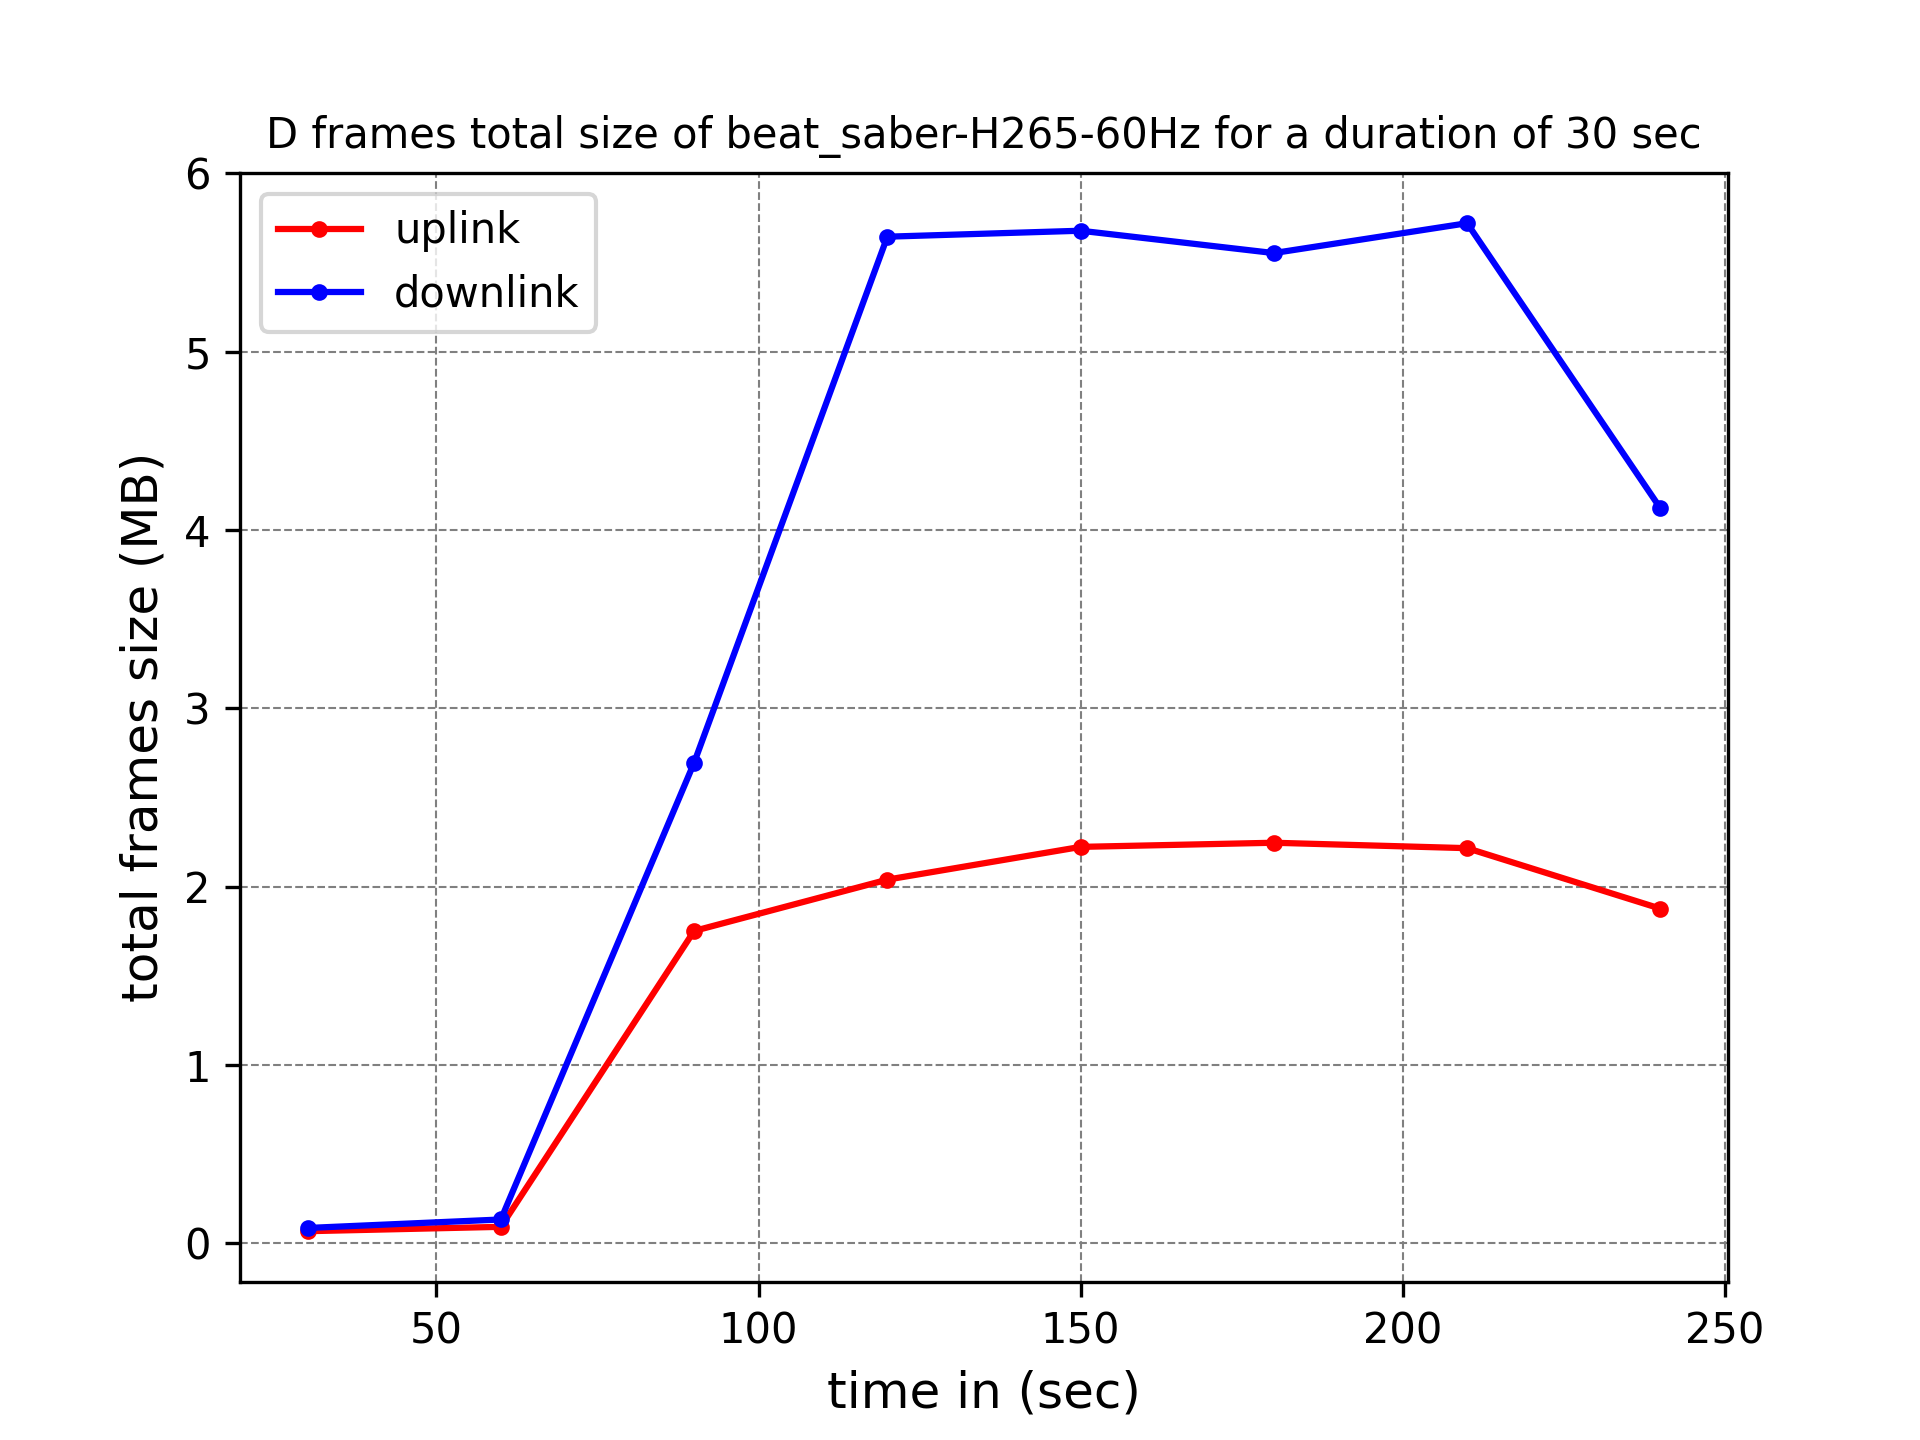 D frames total size of beat_saber-H265-60Hz for a duration of 30 sec
6
uplink
downlink
5
4
3
2
1
0
total frames size (MB)
50 100 150 200 250
time in (sec)